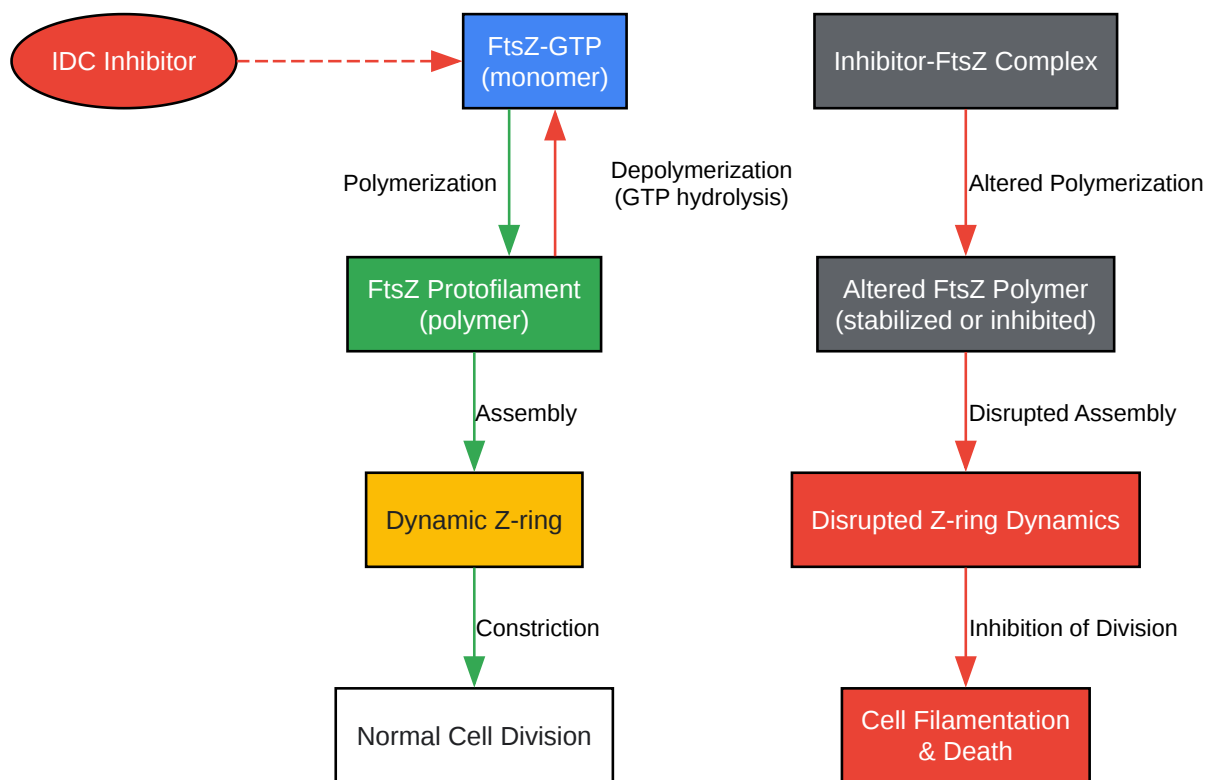 IDC Inhibitor
FtsZ-GTP
(monomer)
Inhibitor-FtsZ Complex
Polymerization
Depolymerization
(GTP hydrolysis)
Altered Polymerization
FtsZ Protofilament
(polymer)
Altered FtsZ Polymer
(stabilized or inhibited)
Assembly
Disrupted Assembly
Dynamic Z-ring
Disrupted Z-ring Dynamics
Constriction
Inhibition of Division
Normal Cell Division
Cell Filamentation
& Death